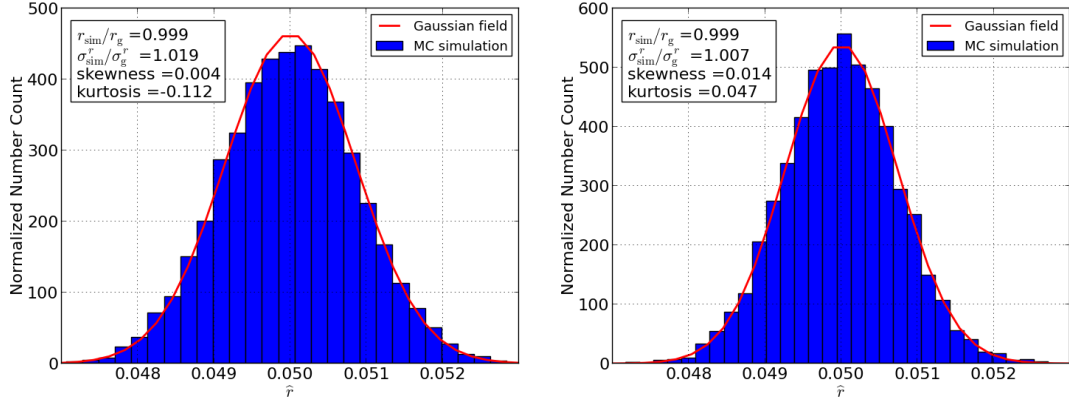 500
400
300
200
100
0
Normalized Number Count
r_sim/r_g =0.999
σ^r_sim/σ^r_g =1.019
skewness =0.004
kurtosis =-0.112
Gaussian field
MC simulation
0.048 0.049 0.050 0.051 0.052
r̂
600
500
400
300
200
100
0
Normalized Number Count
r_sim/r_g =0.999
σ^r_sim/σ^r_g =1.007
skewness =0.014
kurtosis =0.047
Gaussian field
MC simulation
0.048 0.049 0.050 0.051 0.052
r̂